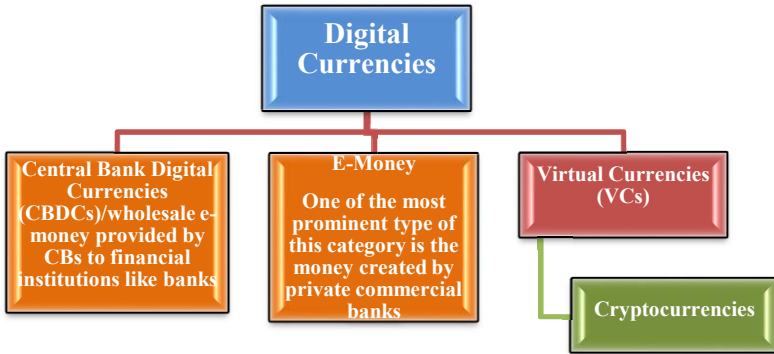 Digital
Currencies
Central Bank Digital
Currencies
(CBDCs)/wholesale e-
money provided by
CBs to financial
institutions like banks
E-Money
One of the most
prominent type of
this category is the
money created by
private commercial
banks
Virtual Currencies
(VCs)
Cryptocurrencies